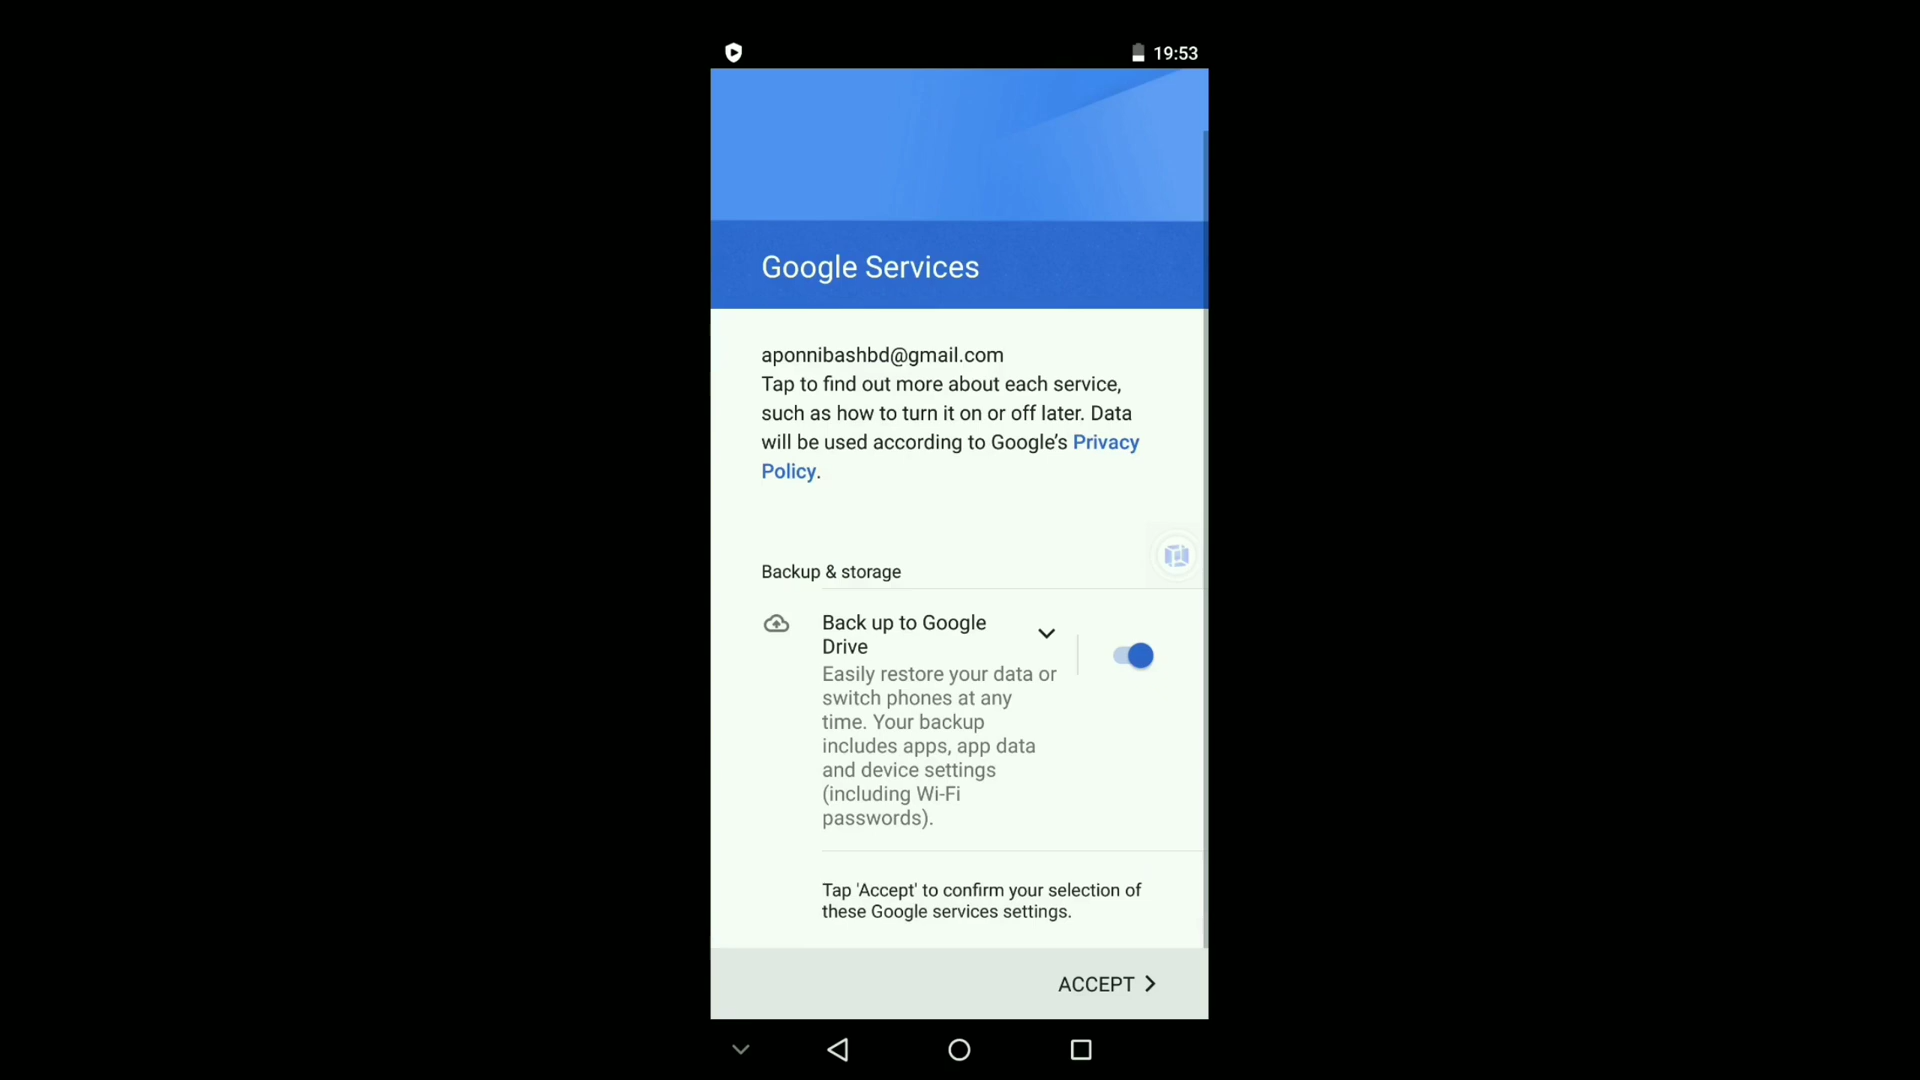 19:53
Google Services
aponnibashbd@gmail.com
Tap to find out more about each service,
such as how to turn it on or off later. Data
will be used according to Google’s Privacy
Policy.
Backup & storage
Back up to Google
Drive
Easily restore your data or
switch phones at any
time. Your backup
includes apps, app data
and device settings
(including Wi-Fi
passwords).
Tap 'Accept' to confirm your selection of
these Google services settings.
ACCEPT